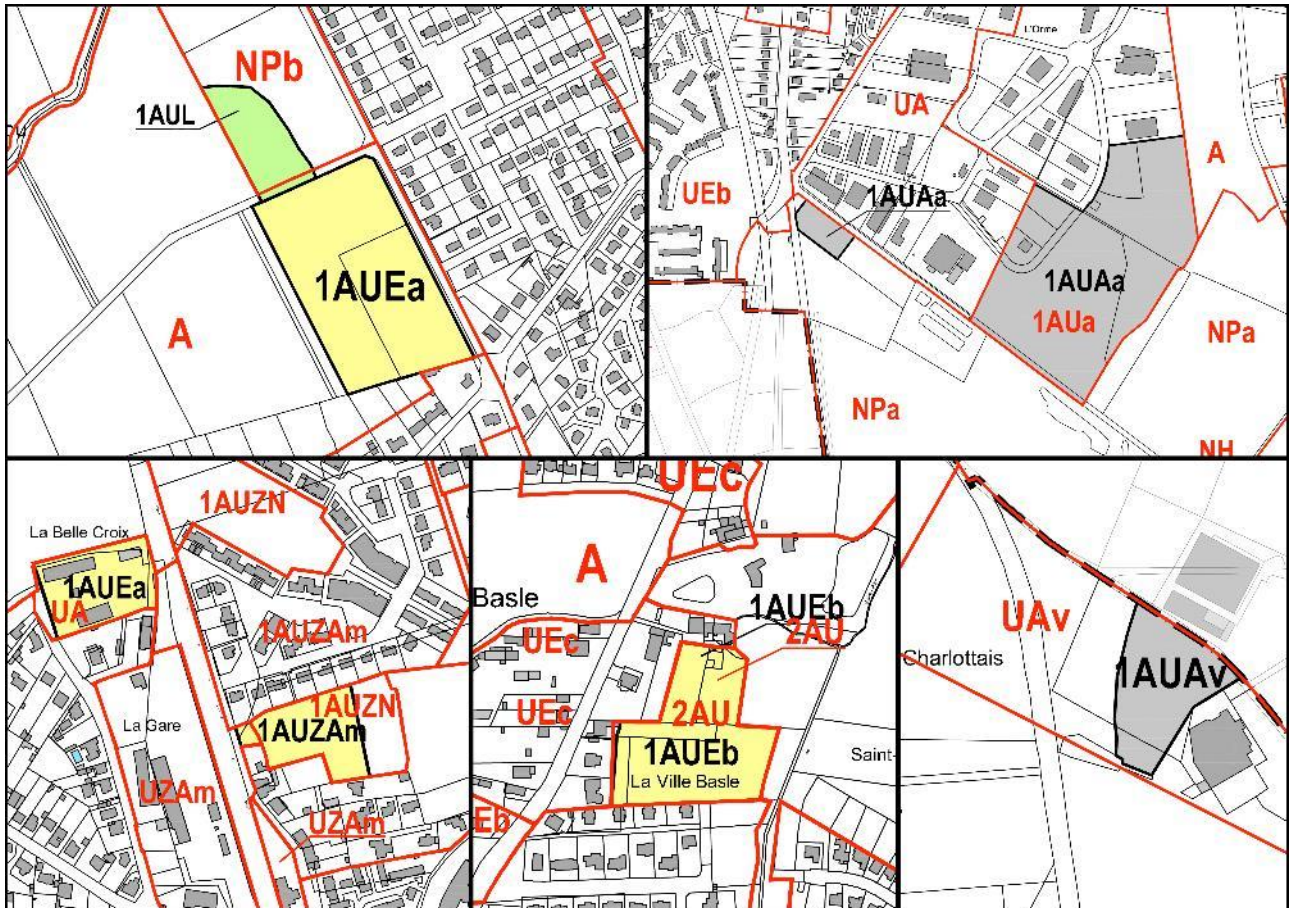 NPb
1AUL
1AUEa
A
L'Orme
UA
A
UEb
1AUAa
1AUAa
1AUa
NPa
NPa
NH
La Belle Croix
1AUZN
1AUEa
UA
1AUZAm
La Gare
1AUZN
1AUZAm
UZAm
UZAm
UEc
A
Basle
1AUEb
2AU
UEc
UEc
2AU
1AUEb
La Ville Basle
Saint-
Eb
UAv
Charlottais
1AUAv